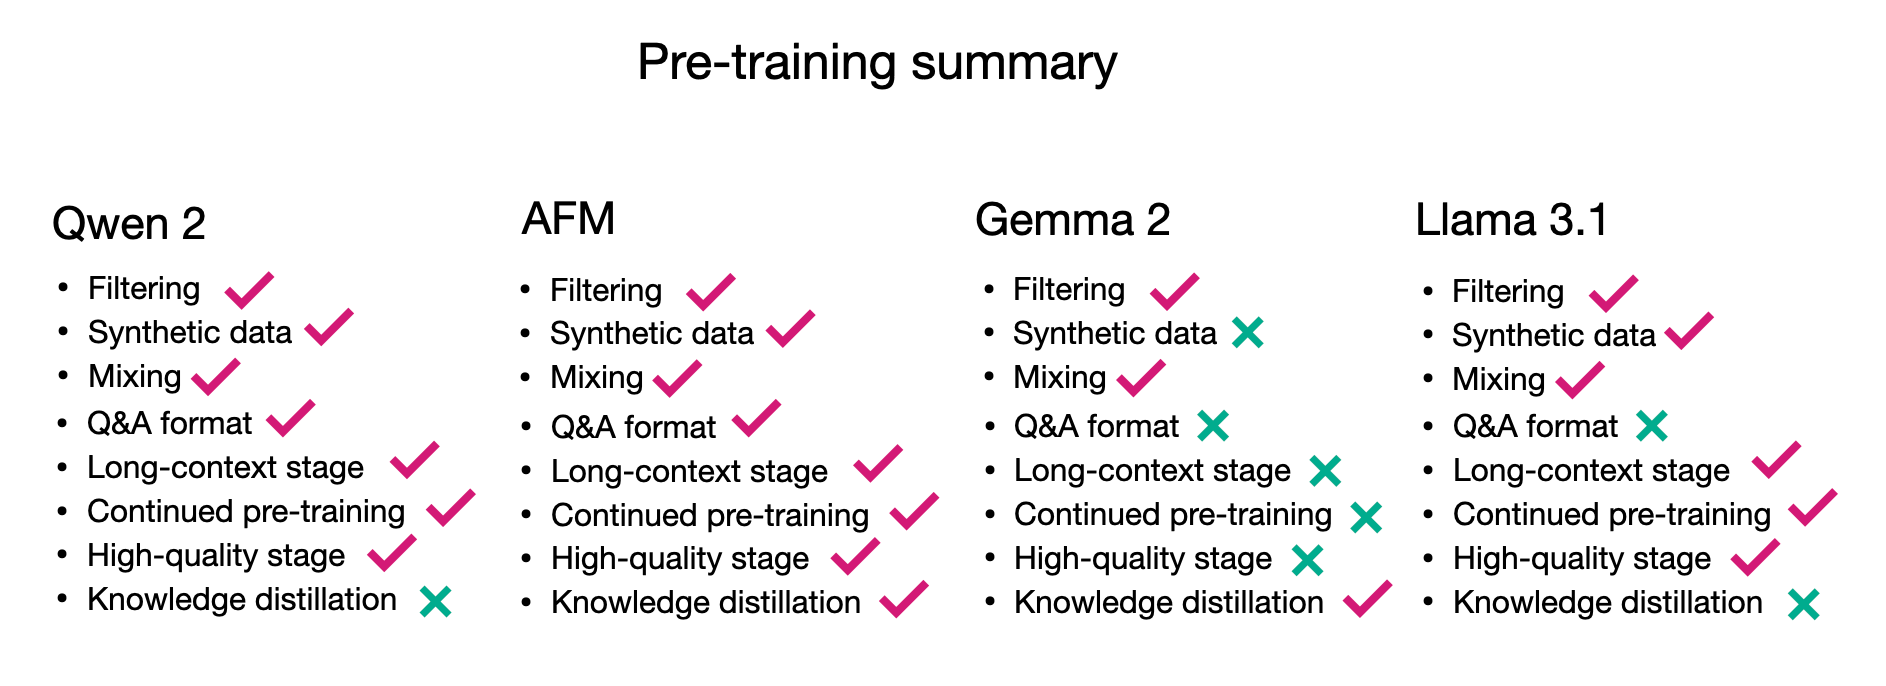 Pre-training summary
Qwen 2
• Filtering ✓
• Synthetic data ✓
• Mixing ✓
• Q&A format ✓
• Long-context stage ✓
• Continued pre-training ✓
• High-quality stage ✓
• Knowledge distillation ✕
AFM
• Filtering ✓
• Synthetic data ✓
• Mixing ✓
• Q&A format ✓
• Long-context stage ✓
• Continued pre-training ✓
• High-quality stage ✓
• Knowledge distillation ✓
Gemma 2
• Filtering ✓
• Synthetic data ✕
• Mixing ✓
• Q&A format ✕
• Long-context stage ✕
• Continued pre-training ✕
• High-quality stage ✕
• Knowledge distillation ✓
Llama 3.1
• Filtering ✓
• Synthetic data ✓
• Mixing ✓
• Q&A format ✕
• Long-context stage ✓
• Continued pre-training ✓
• High-quality stage ✓
• Knowledge distillation ✕